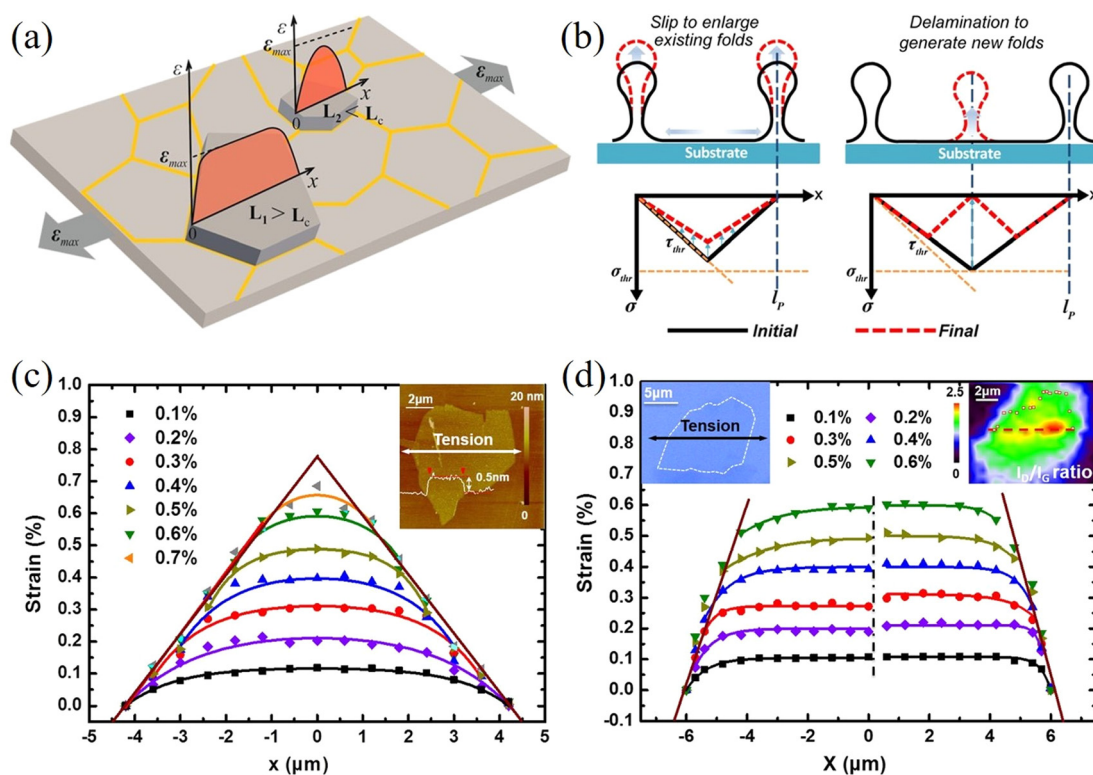 (a)
ε
ε_max
ε
ε_max
x
0
L₂ < L_c
ε_max
x
L₁ > L_c
0
ε_max
(b)
Slip to enlarge
existing folds
Delamination to
generate new folds
Substrate
Substrate
x
x
τ_thr
τ_thr
σ_thr
σ_thr
σ
l_P
σ
l_P
Initial
Final
(c)
Strain (%)
1.0
0.9
0.8
0.7
0.6
0.5
0.4
0.3
0.2
0.1
0.0
0.1%
0.2%
0.3%
0.4%
0.5%
0.6%
0.7%
2μm
20 nm
Tension
0.5nm
0
-5 -4 -3 -2 -1 0 1 2 3 4 5
x (μm)
(d)
Strain (%)
1.0
0.9
0.8
0.7
0.6
0.5
0.4
0.3
0.2
0.1
0.0
-0.1
5μm
Tension
0.1% 0.2%
0.3% 0.4%
0.5% 0.6%
2.5
2μm
0
I_D/I_G ratio
-6 -4 -2 0 2 4 6
X (μm)